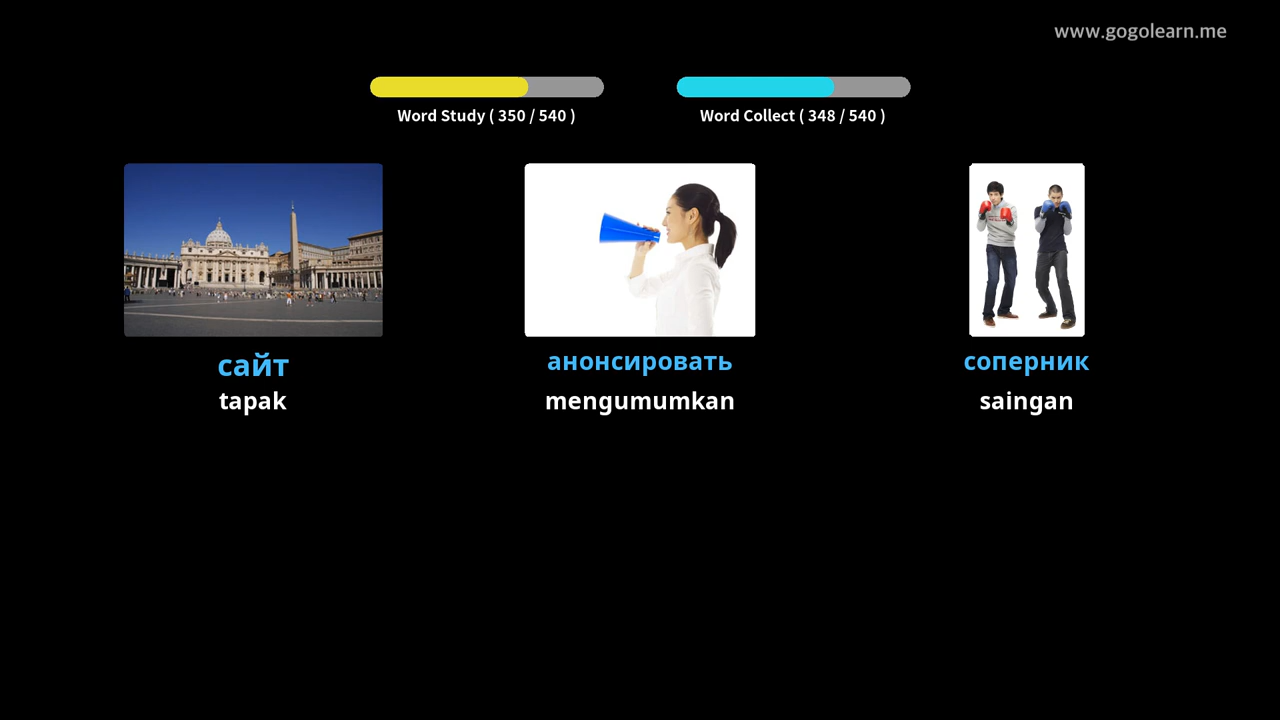 www.gogolearn.me
Word Study ( 350 / 540 )
Word Collect ( 348 / 540 )
сайт
tapak
анонсировать
mengumumkan
соперник
saingan